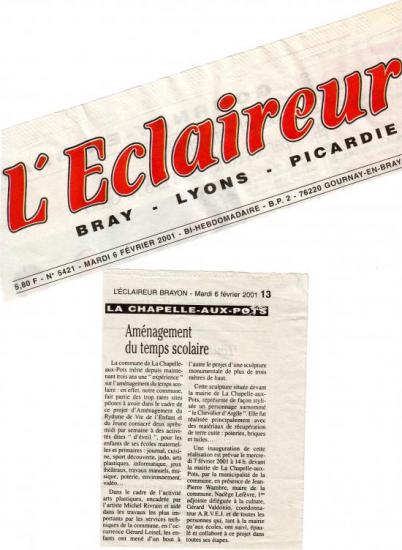 L'Eclaireur
BRAY - LYONS - PICARDIE
5,80 F - N° 5421 - MARDI 6 FÉVRIER 2001 - BI-HEBDOMADAIRE - B.P. 2 - 76220 GOURNAY-EN-BRAY
L'ÉCLAIREUR BRAYON - Mardi 6 février 2001 13
LA CHAPELLE-AUX-POTS
Aménagement
du temps scolaire
La commune de La Chapelle-
aux-Pots mène depuis mainte-
nant trois ans une " expérience "
sur l'aménagement du temps sco-
laire : en effet, notre commune,
fait partie des trop rares sites
pilotes à avoir dans le cadre de
ce projet d'Aménagement du
Rythme de Vie de l'Enfant et
du Jeune consacré deux après-
midi par semaine à des activi-
tés dites " d'éveil ", pour les
enfants de ses écoles maternel-
les et primaires : journal, cuisi-
ne, sport découverte, judo, arts
plastiques, informatique, jeux
théâtraux, travaux manuels, mu-
sique, poterie, environnement,
vidéo...
Dans le cadre de l'activité
arts plastiques, encadrée par
l'artiste Michel Rivrain et aidé
dans les travaux les plus im-
portants par les services techni-
ques de la commune, en l'oc-
currence Gérard Loisel, les en-
fants ont mené d'un bout à
l'autre le projet d'une sculpture
monumentale de plus de trois
mètres de haut.
Cette sculpture située devant
la mairie de La Chapelle-aux-
Pots, représente de façon sty-
lisée un personnage surnommé
" le Chevalier d'Argile ". Elle fut
réalisée principalement avec
des matériaux de récupération
de terre cuite : poteries, briques
et tuiles...
Une inauguration de cette
réalisation est prévue le mercre-
di 7 février 2001 à 14 h. devant
la mairie de La Chapelle-aux-
Pots, par la municipalité de la
commune, en présence de Jean-
Pierre Wambre, maire de la
commune, Nadège Lefèvre, 1re
adjointe déléguée à la culture,
Gérard Valdonio, coordonna-
teur A.R.V.E.J. et de toutes les
personnes qui, tant à la mairie
qu'aux écoles, ont suivi, épau-
lé et collaboré à ce projet dans
toutes ses étapes.